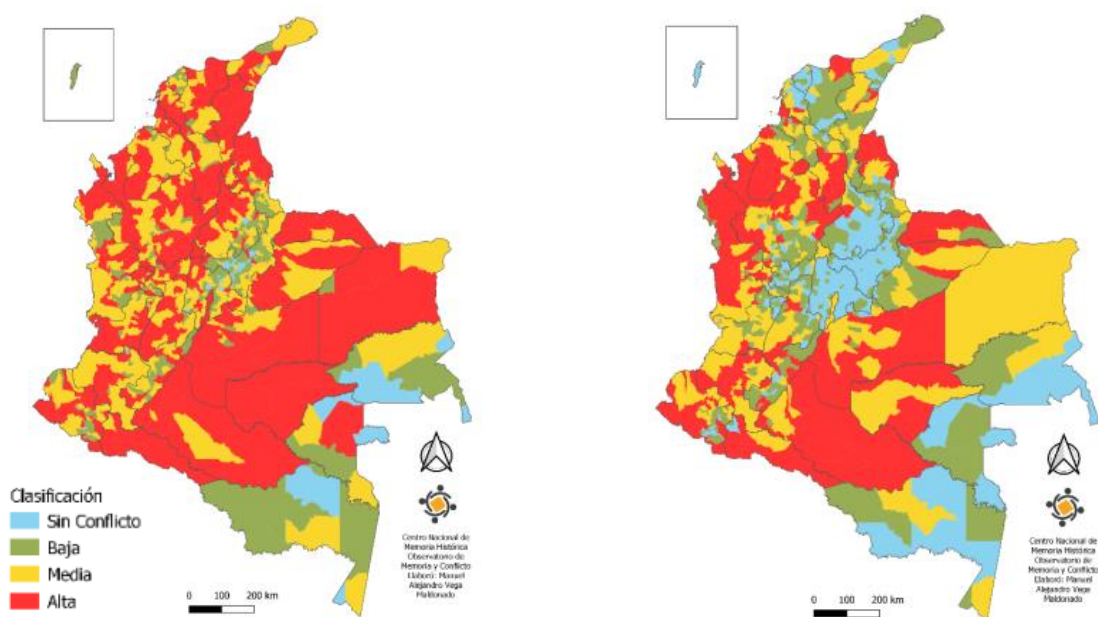 Clasificación
Sin Conflicto
Baja
Media
Alta
0 100 200 km
Centro Nacional de
Memoria Histórica
Observatorio de
Memoria y Conflicto
Elaboró: Manuel
Alejandro Vega
Maldonado
0 100 200 km
Centro Nacional de
Memoria Histórica
Observatorio de
Memoria y Conflicto
Elaboró: Manuel
Alejandro Vega
Maldonado